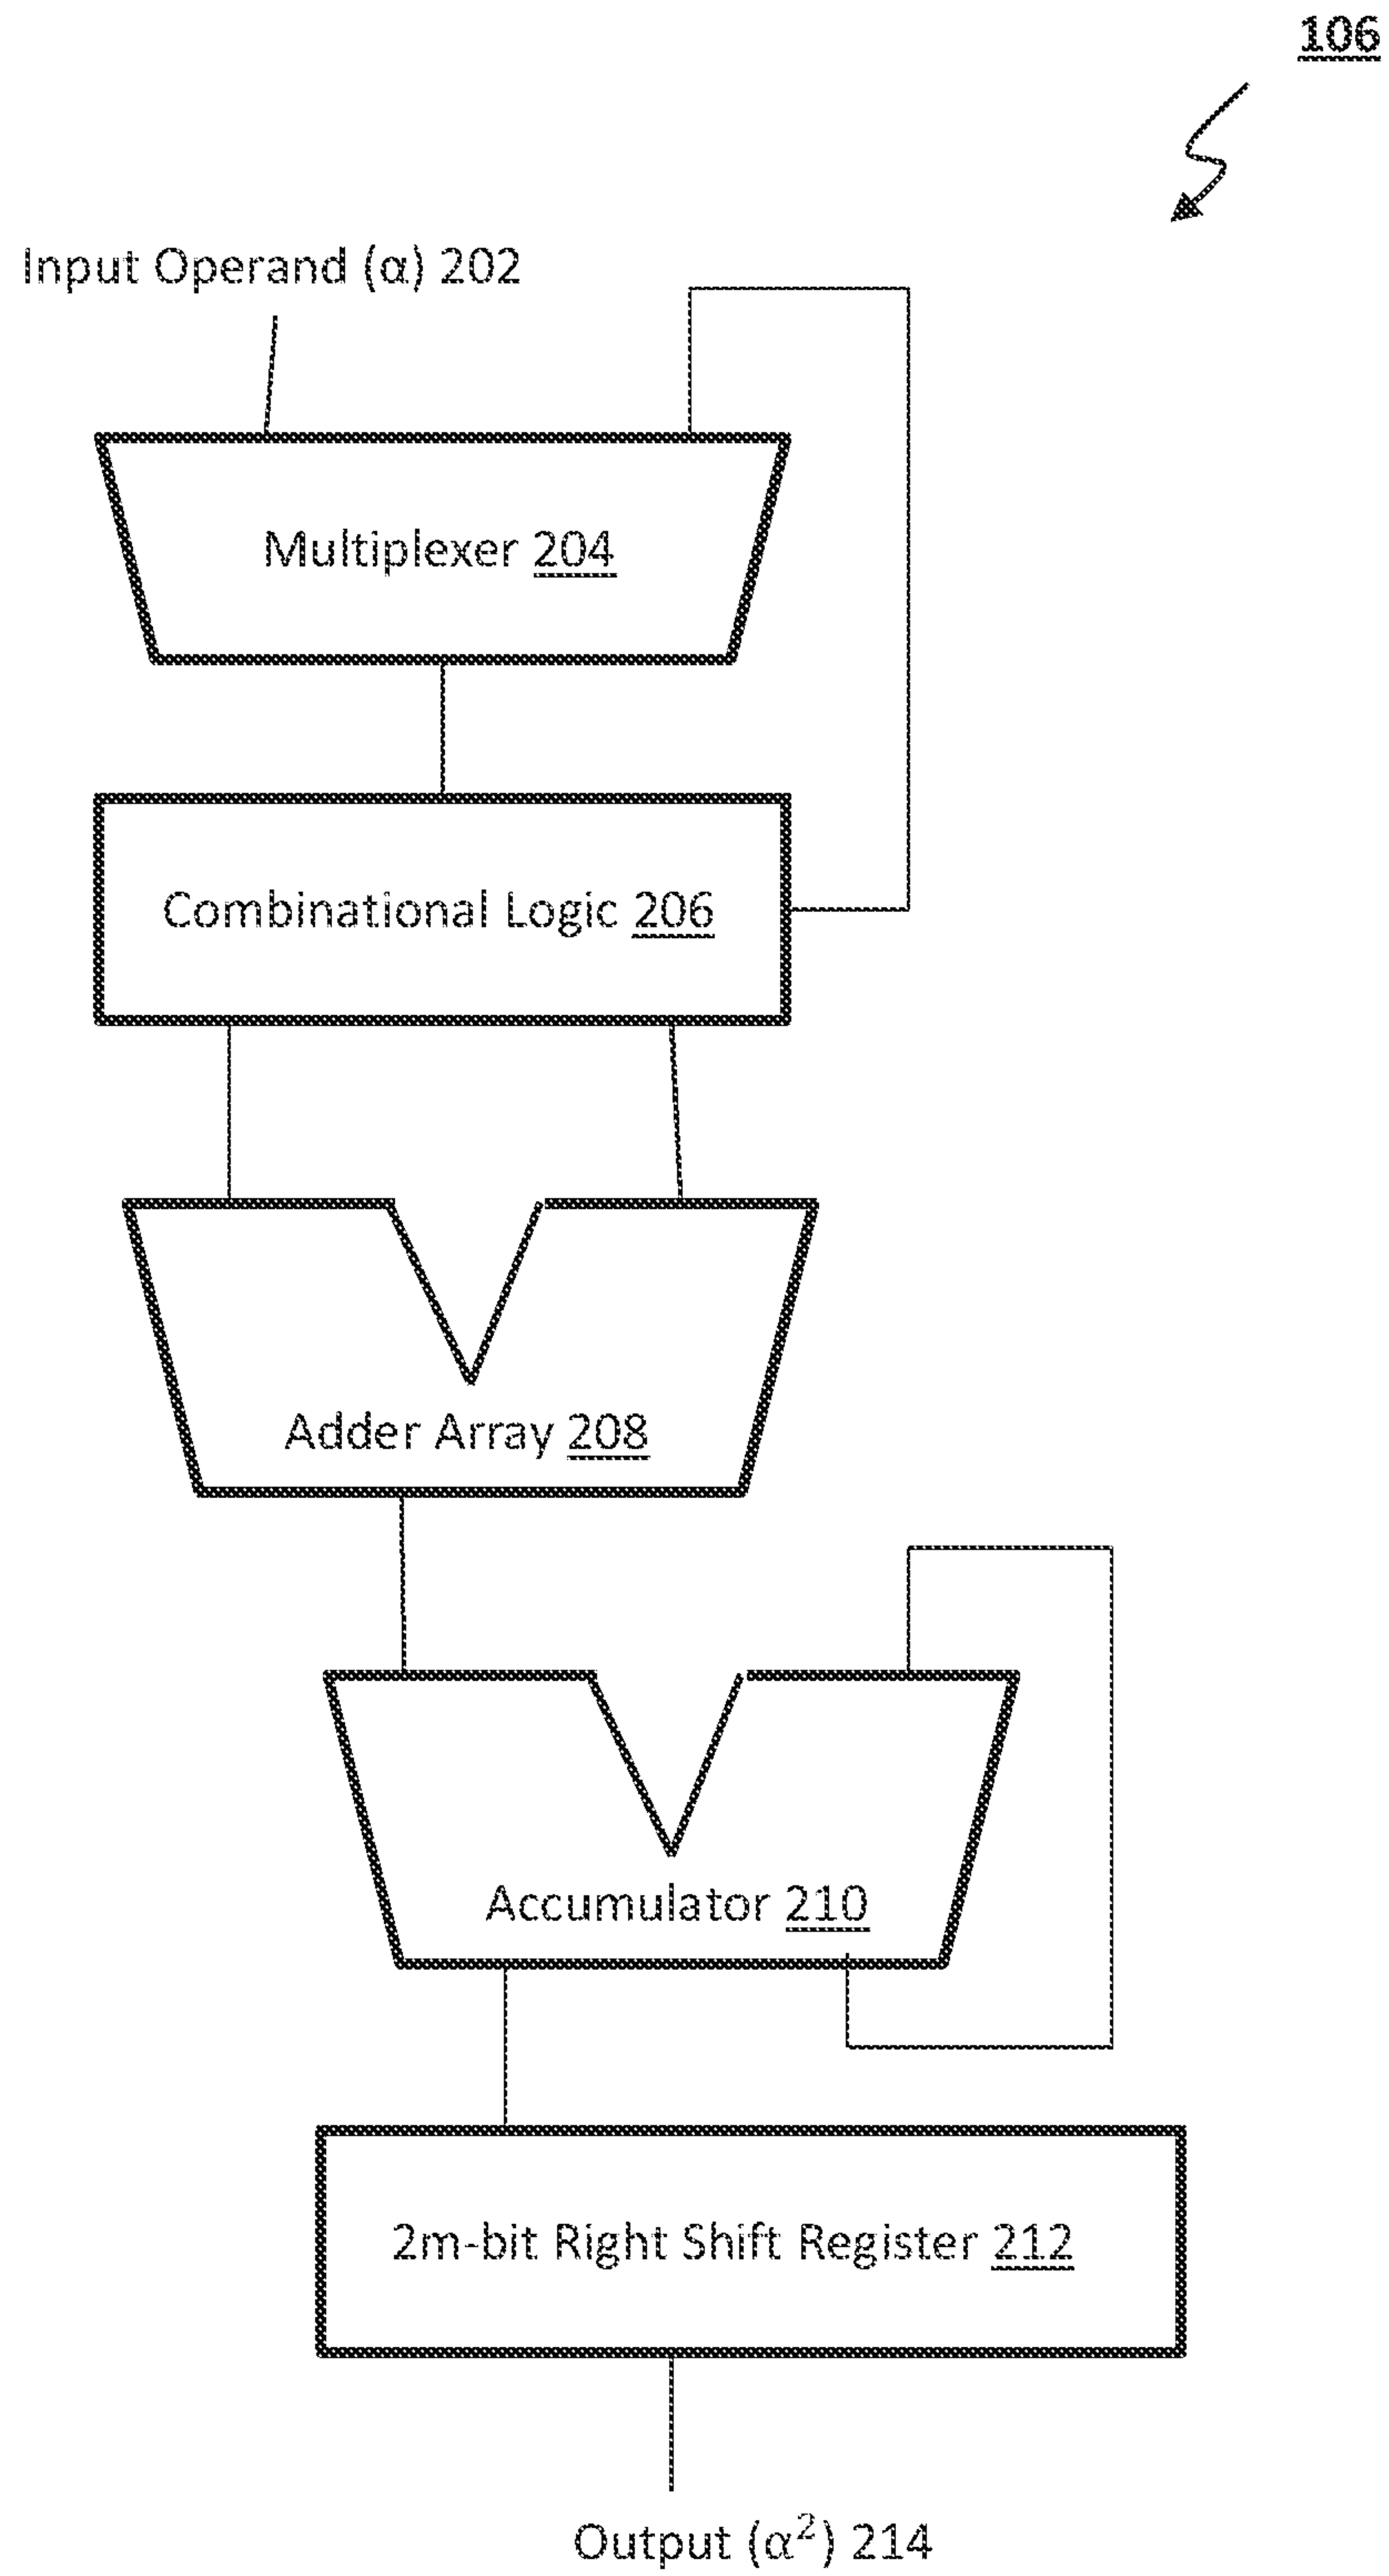 106
Input Operand (α) 202
Multiplexer 204
Combinational Logic 206
Adder Array 208
Accumulator 210
2m-bit Right Shift Register 212
Output (α²) 214